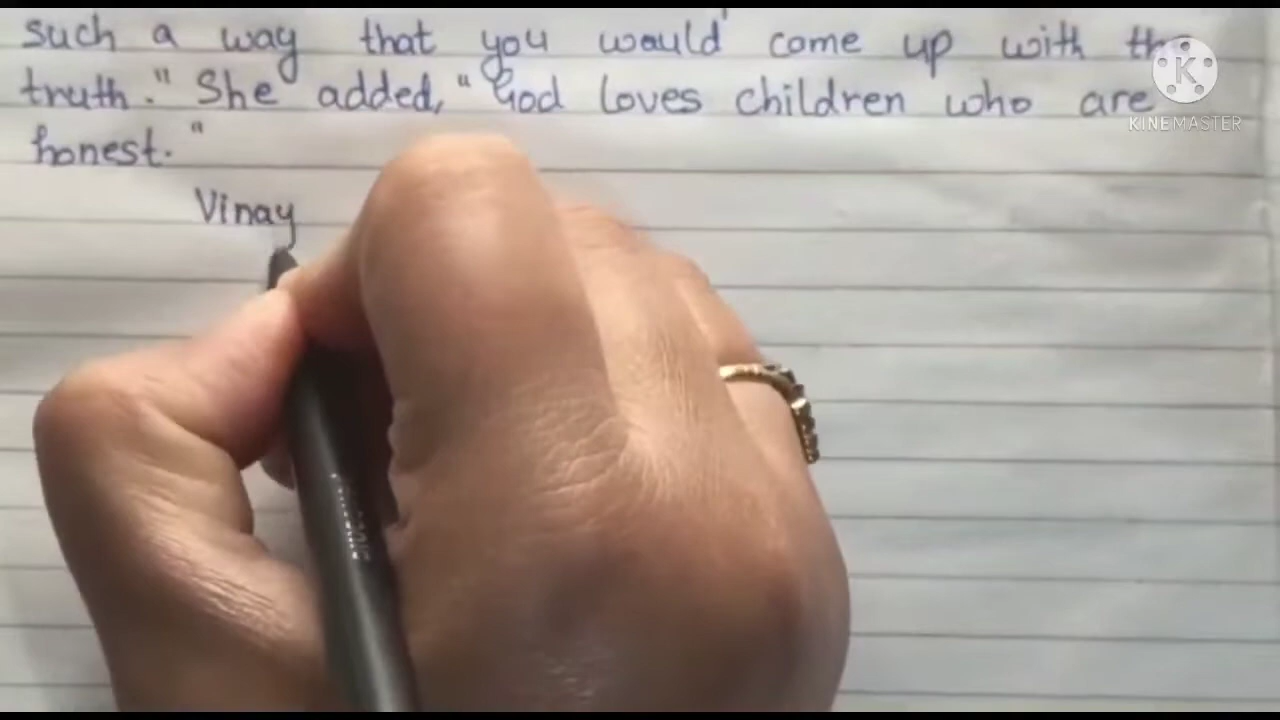 such a way that you would come up with the
truth." She added, "God loves children who are
honest."
Vinay
K
KINEMASTER